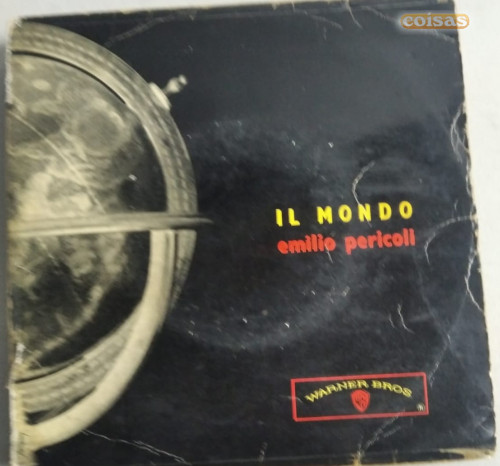 coisas
IL MONDO
emilio pericoli
WARNER BROS